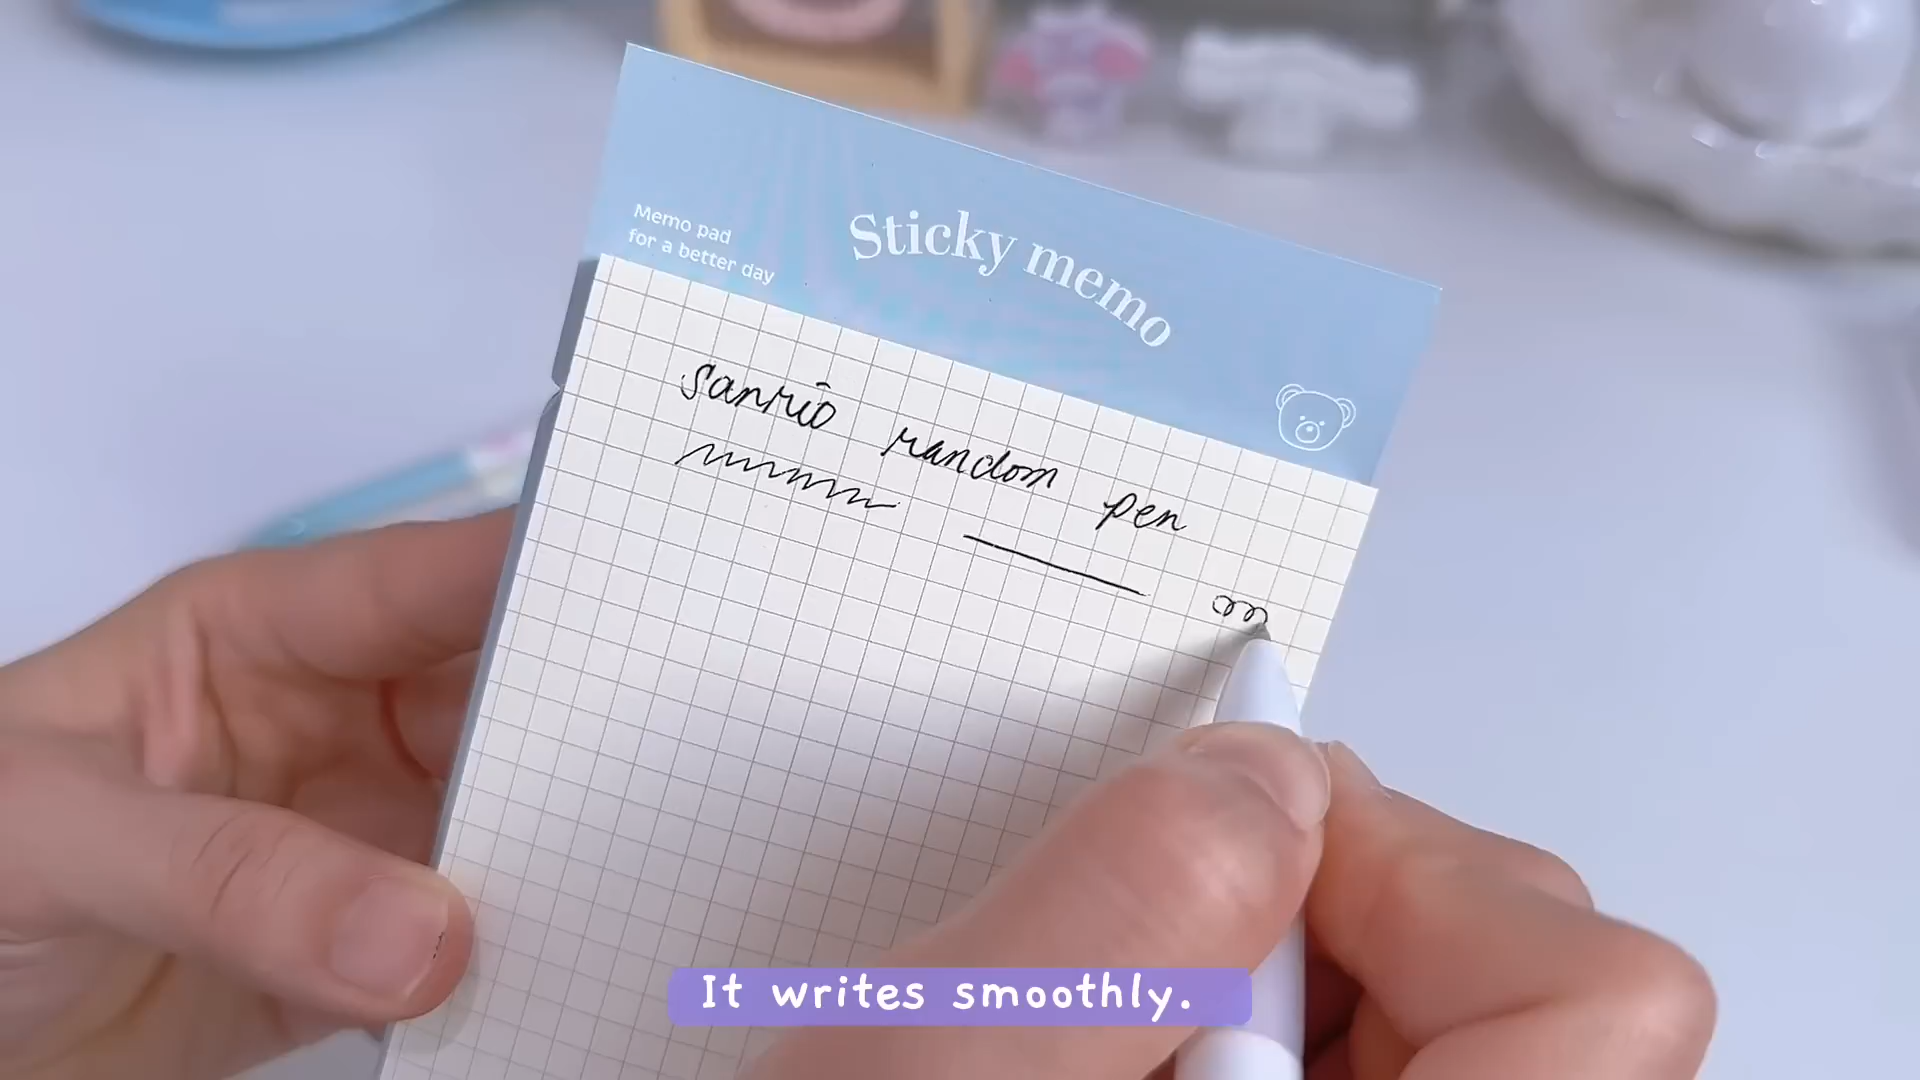 Memo pad
for a better day
Sticky memo
Sanrio random pen
It writes smoothly.